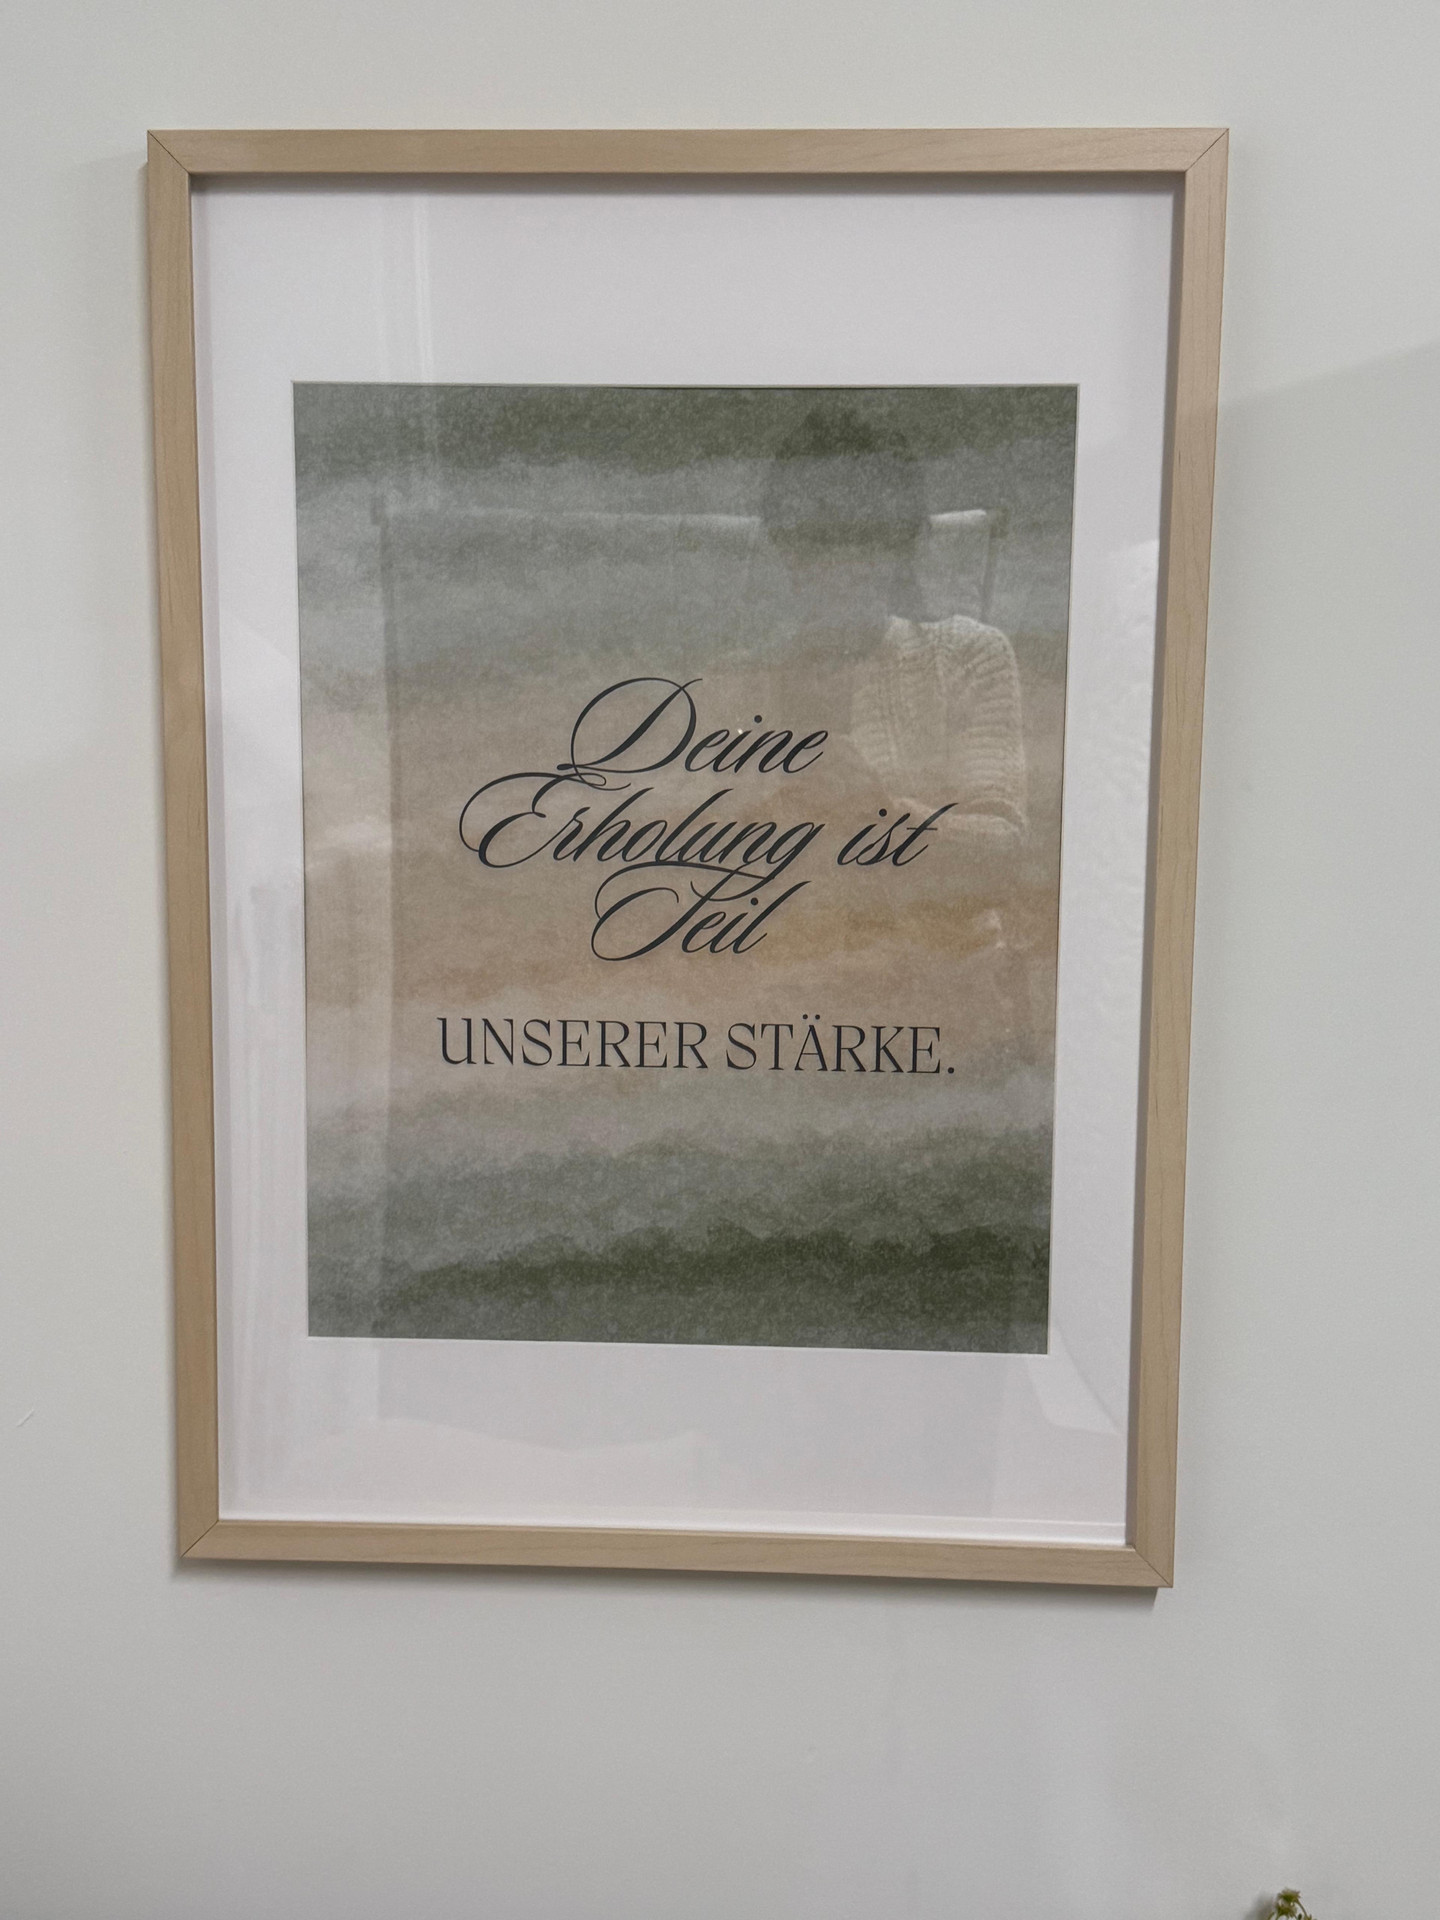 Deine
Erholung ist
Teil
UNSERER STÄRKE.